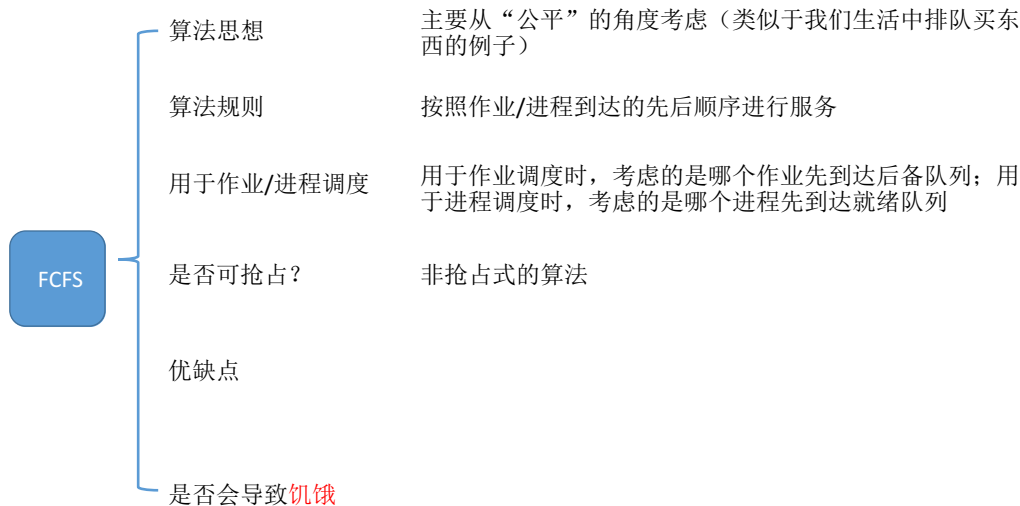 算法思想
主要从“公平”的角度考虑（类似于我们生活中排队买东
西的例子）
算法规则
按照作业/进程到达的先后顺序进行服务
用于作业/进程调度
用于作业调度时，考虑的是哪个作业先到达后备队列；用
于进程调度时，考虑的是哪个进程先到达就绪队列
FCFS
是否可抢占？
非抢占式的算法
优缺点
是否会导致饥饿